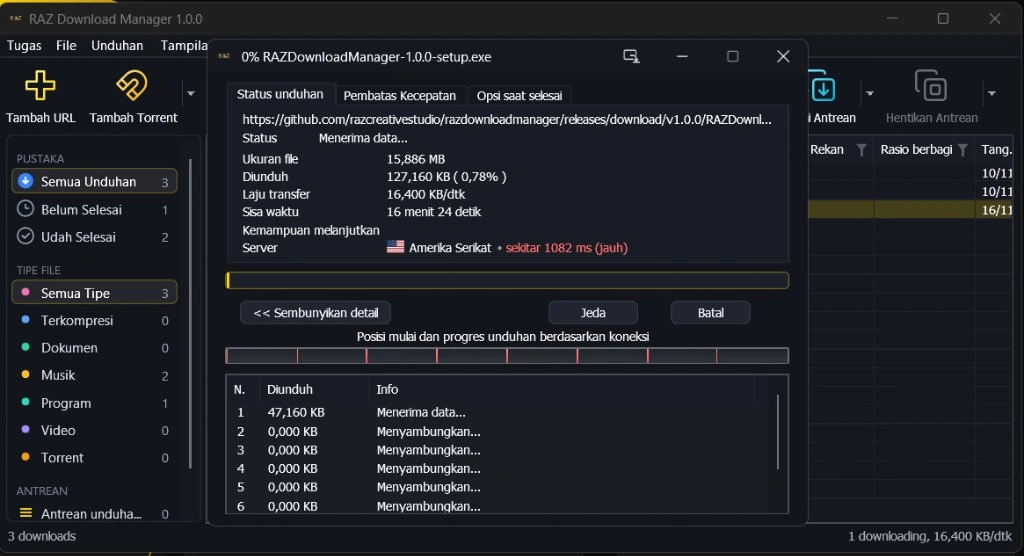 RAZ RAZ Download Manager 1.0.0
Tugas File Unduhan Tampila
Tambah URL Tambah Torrent
PUSTAKA
Semua Unduhan 3
Belum Selesai 1
Udah Selesai 2
TIPE FILE
Semua Tipe 3
Terkompresi 0
Dokumen 0
Musik 2
Program 1
Video 0
Torrent 0
ANTREAN
Antrean unduha... 0
RAZ 0% RAZDownloadManager-1.0.0-setup.exe
Status unduhan Pembatas Kecepatan Opsi saat selesai
https://github.com/razcreativestudio/razdownloadmanager/releases/download/v1.0.0/RAZDownl...
Status Menerima data...
Ukuran file 15,886 MB
Diunduh 127,160 KB ( 0,78% )
Laju transfer 16,400 KB/dtk
Sisa waktu 16 menit 24 detik
Kemampuan melanjutkan
Server Amerika Serikat • sekitar 1082 ms (jauh)
<< Sembunyikan detail Jeda Batal
Posisi mulai dan progres unduhan berdasarkan koneksi
N. Diunduh Info
1 47,160 KB Menerima data...
2 0,000 KB Menyambungkan...
3 0,000 KB Menyambungkan...
4 0,000 KB Menyambungkan...
5 0,000 KB Menyambungkan...
6 0,000 KB Menyambungkan...
i Antrean Hentikan Antrean
Rekan Rasio berbagi Tang.
10/11
10/11
16/11
3 downloads 1 downloading, 16,400 KB/dtk